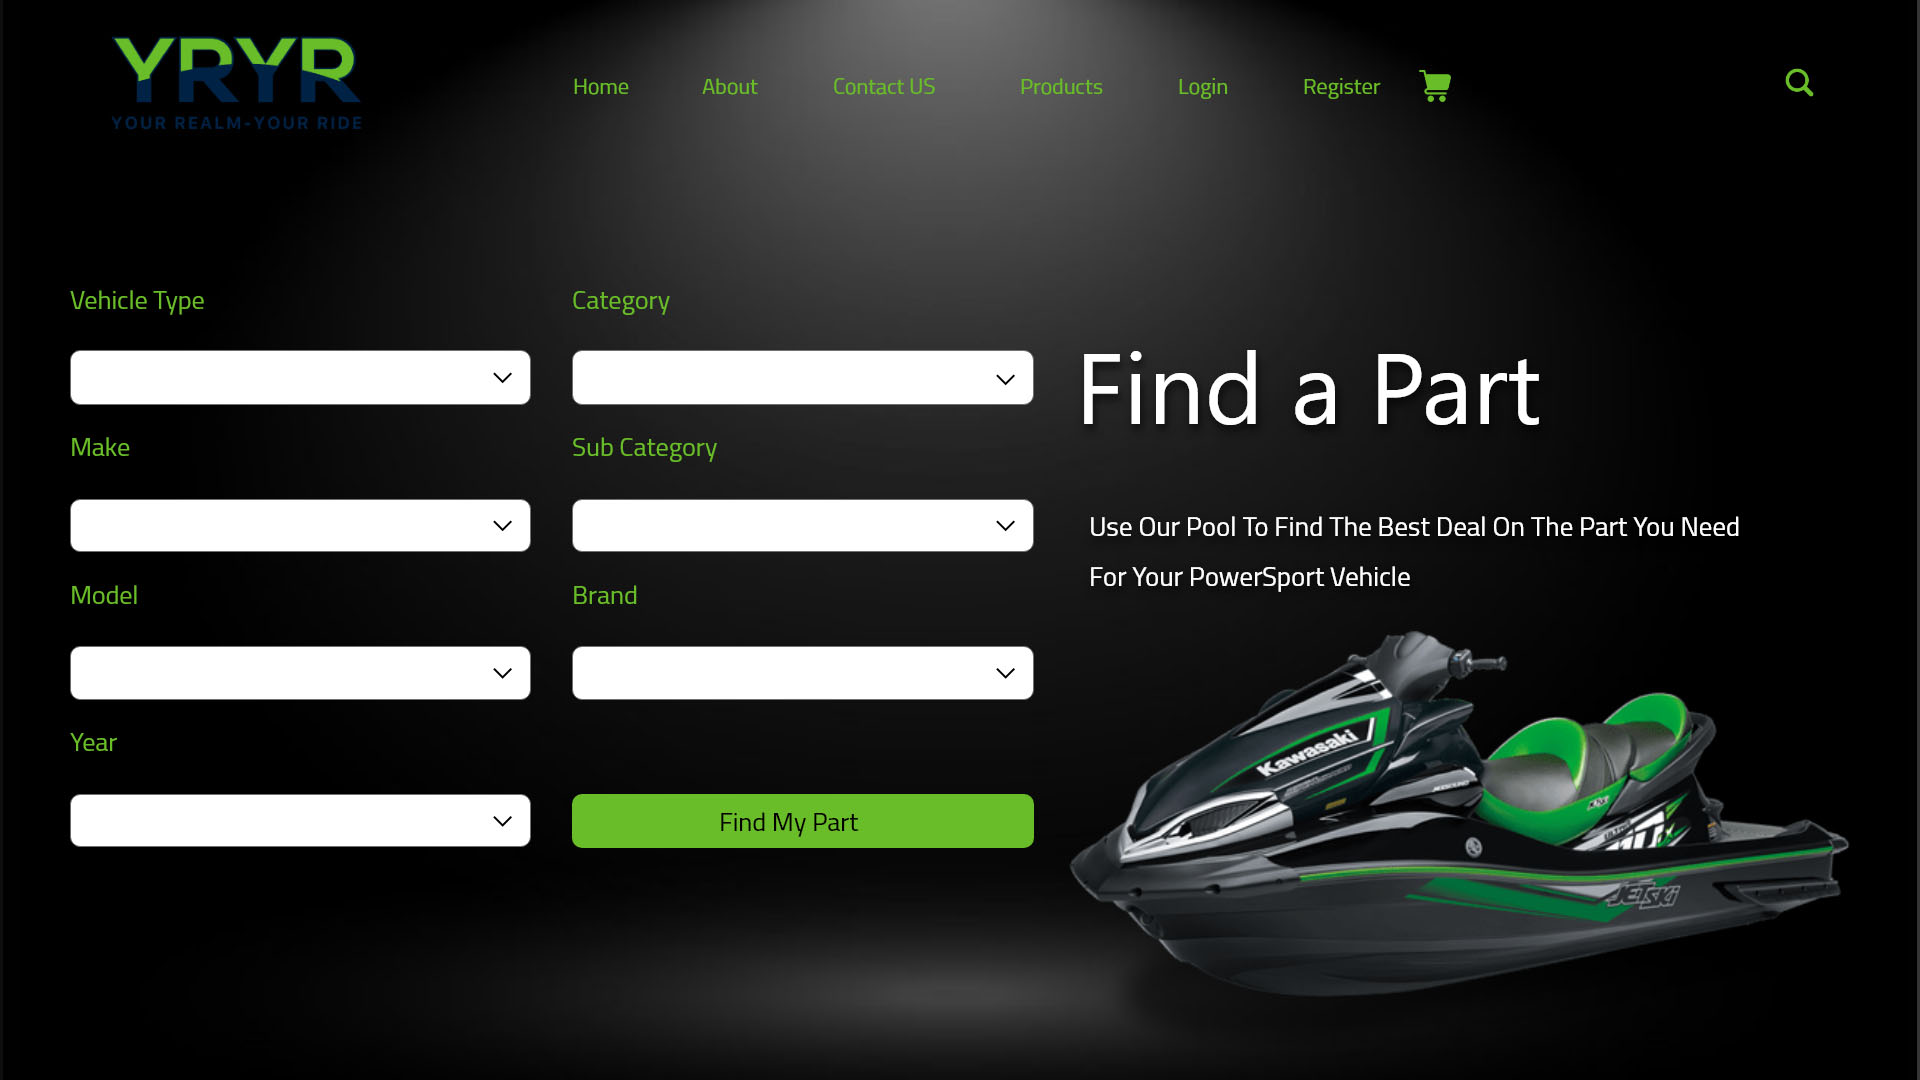 YRYR
YOUR REALM-YOUR RIDE
Home
About
Contact US
Products
Login
Register
Vehicle Type
Category
Make
Sub Category
Model
Brand
Year
Find My Part
Find a Part
Use Our Pool To Find The Best Deal On The Part You Need
For Your PowerSport Vehicle
Kawasaki
JETSKI